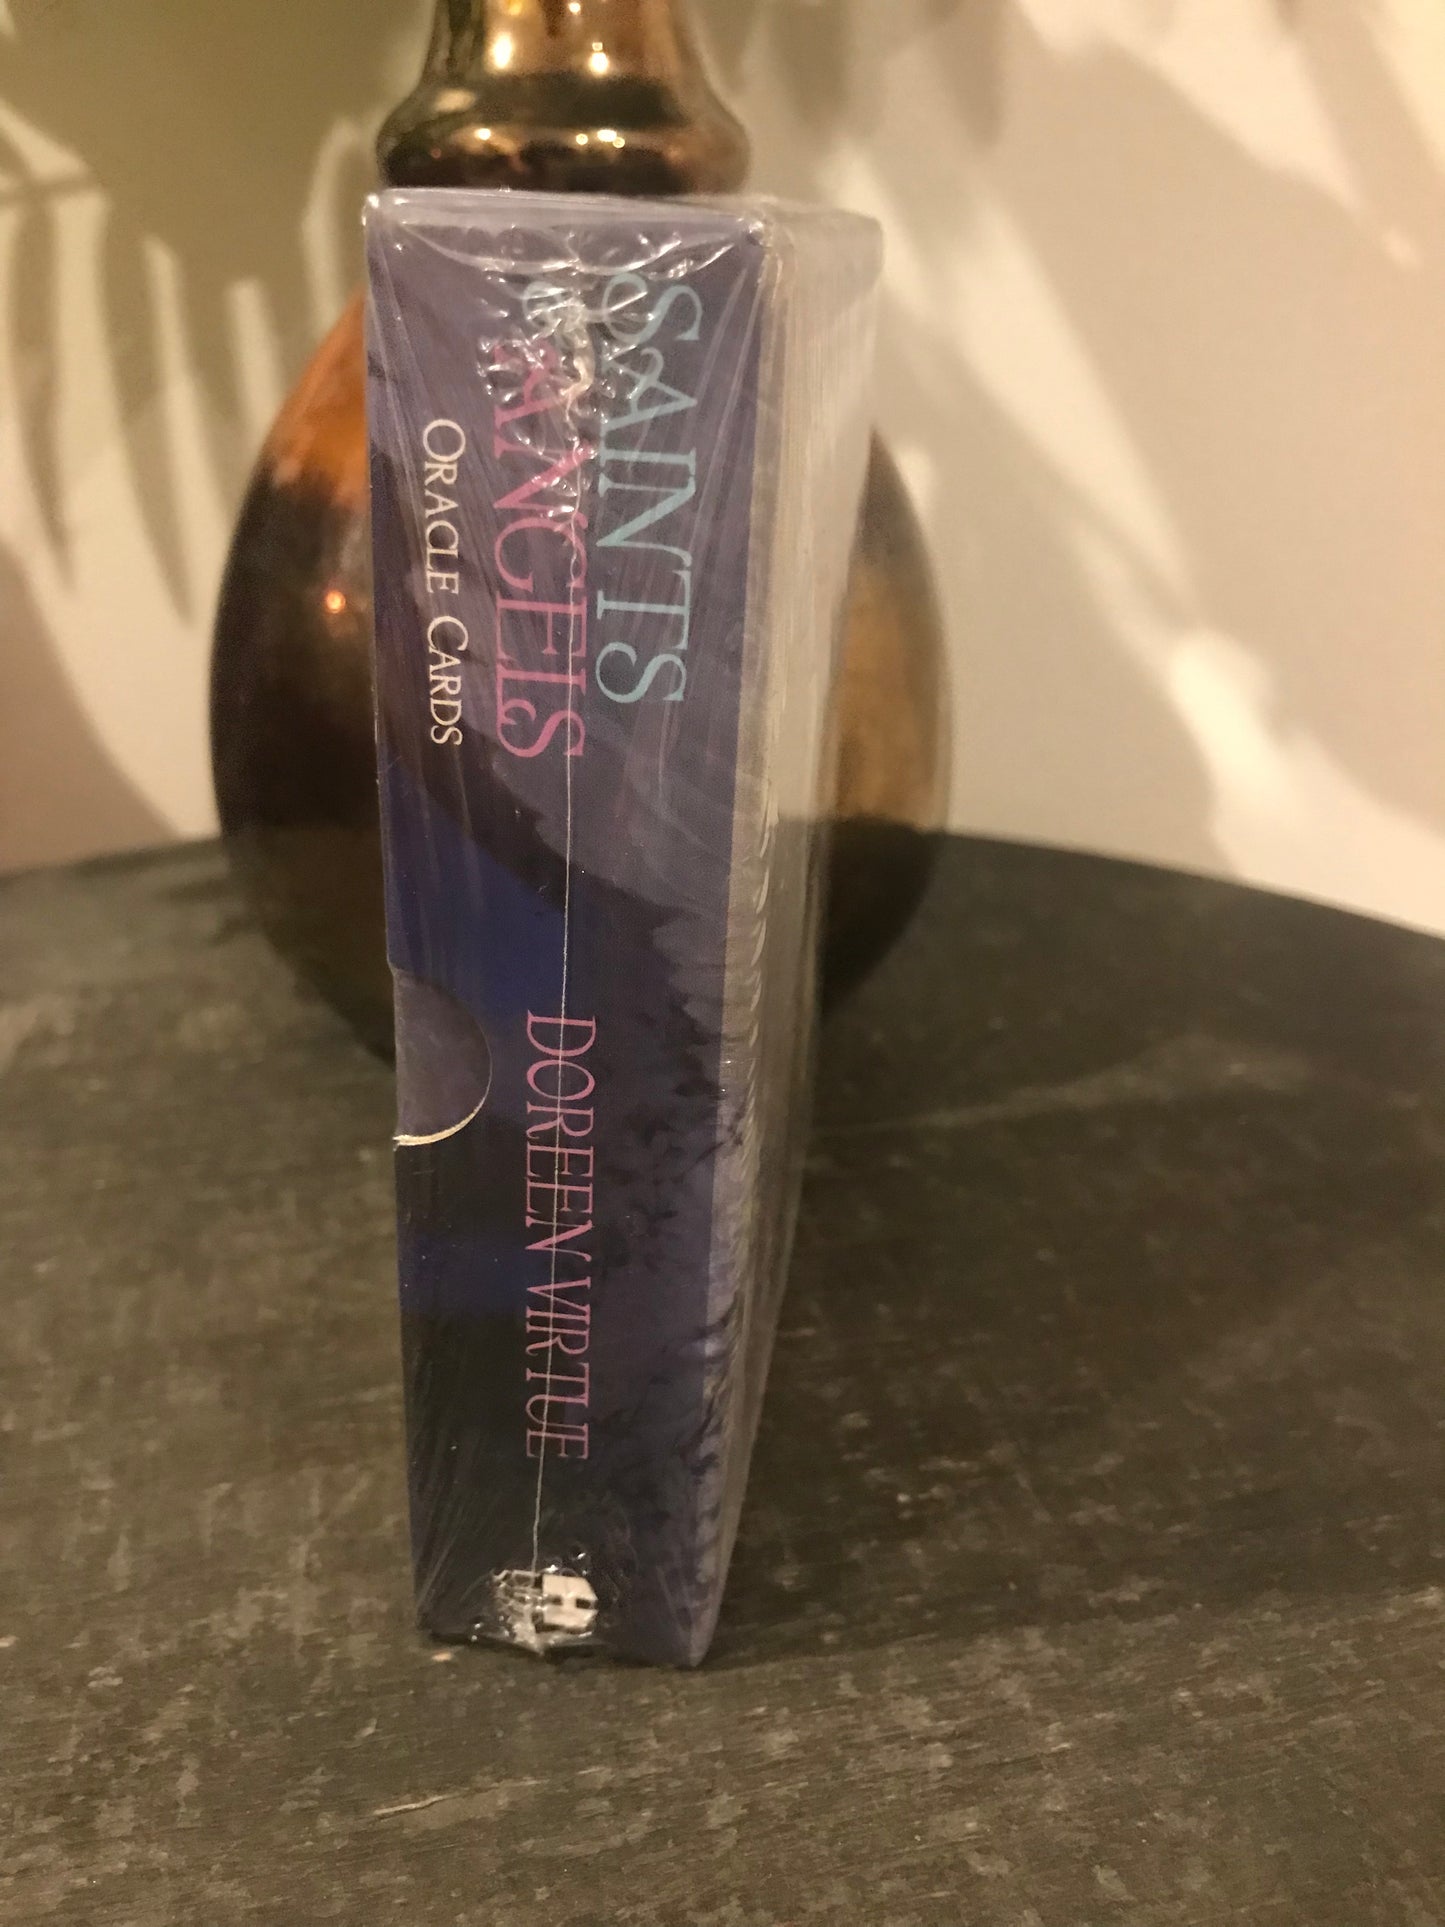 SAINTS
& ANGELS
ORACLE CARDS
DOREEN VIRTUE